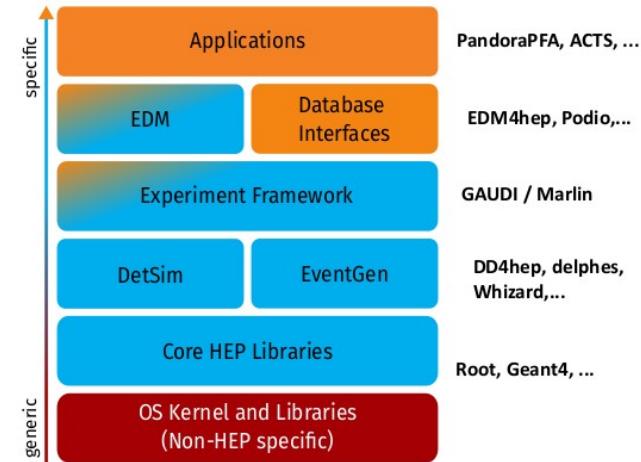 specific
Applications
PandoraPFA, ACTS, ...
EDM
Database
Interfaces
EDM4hep, Podio,...
Experiment Framework
GAUDI / Marlin
DetSim
EventGen
DD4hep, delphes,
Whizard,...
Core HEP Libraries
Root, Geant4, ...
generic
OS Kernel and Libraries
(Non-HEP specific)